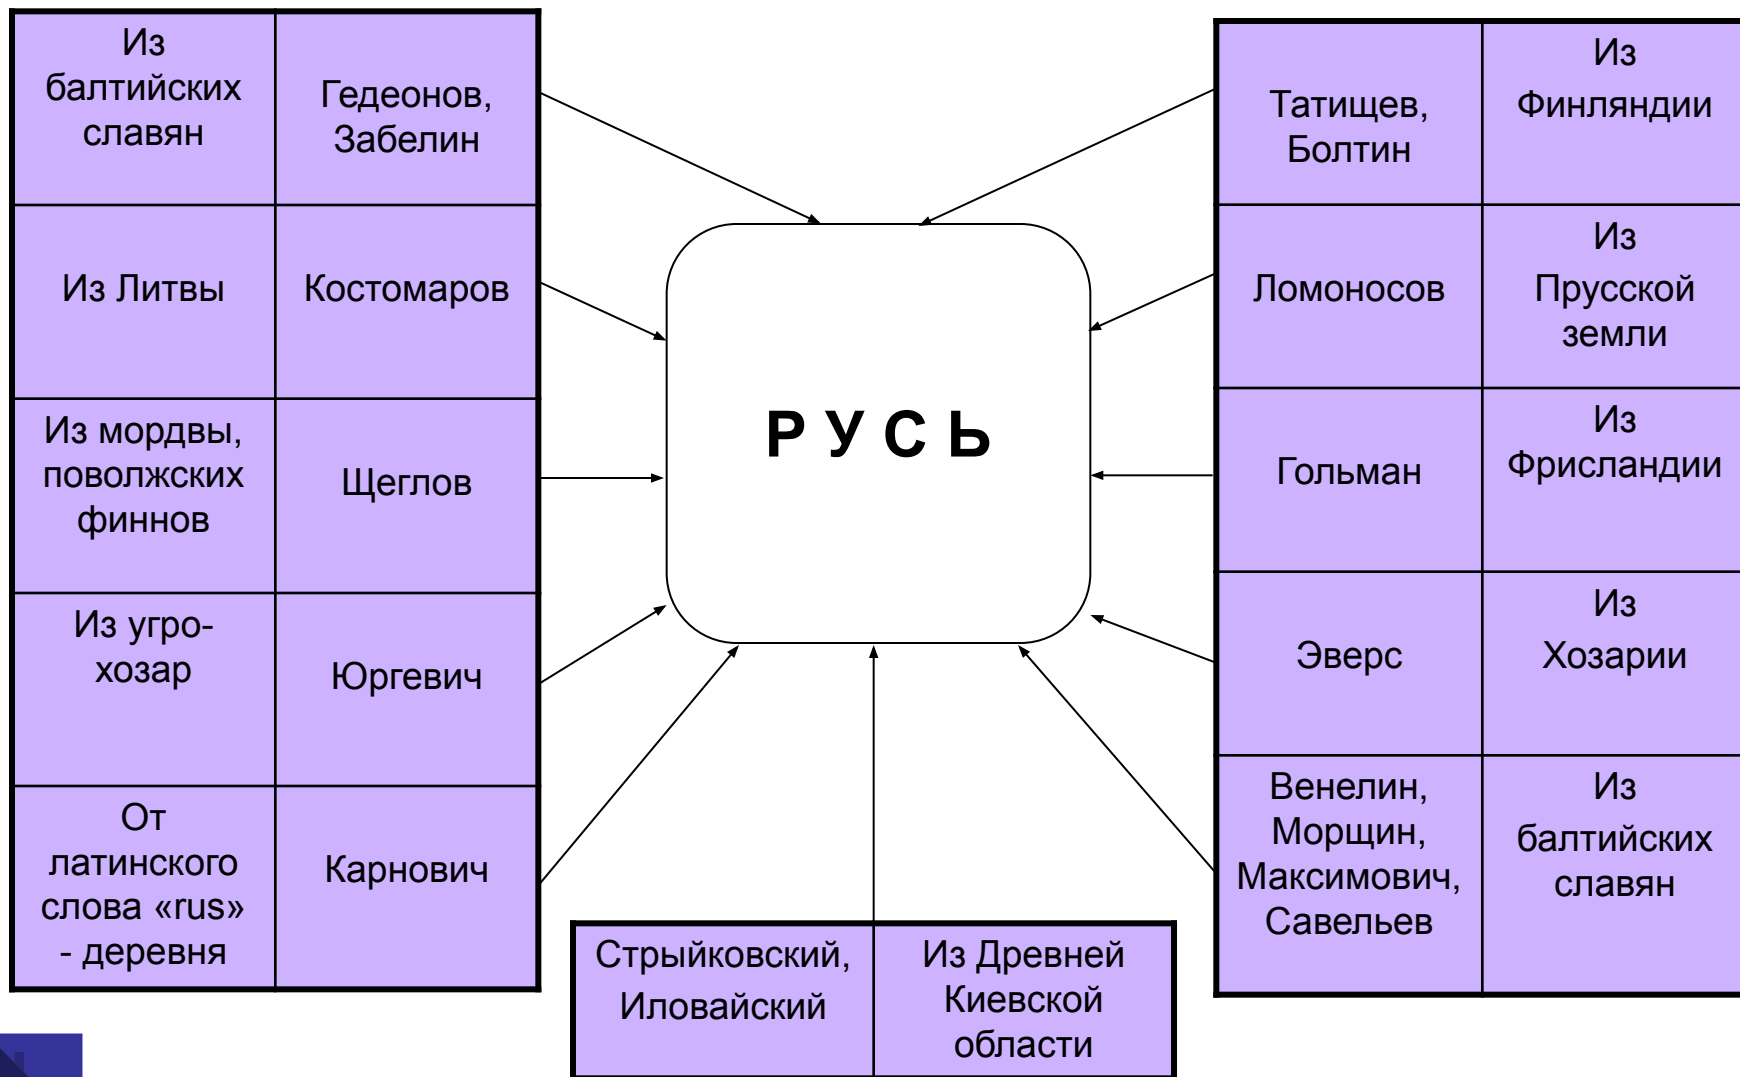 Из
балтийских
славян
Гедеонов,
Забелин
Из Литвы
Костомаров
Из мордвы,
поволжских
финнов
Щеглов
Из угро-
хозар
Юргевич
От
латинского
слова «rus»
- деревня
Карнович
Р У С Ь
Татищев,
Болтин
Из
Финляндии
Ломоносов
Из
Прусской
земли
Гольман
Из
Фрисландии
Эверс
Из
Хозарии
Венелин,
Морщин,
Максимович,
Савельев
Из
балтийских
славян
Стрыйковский,
Иловайский
Из Древней
Киевской
области